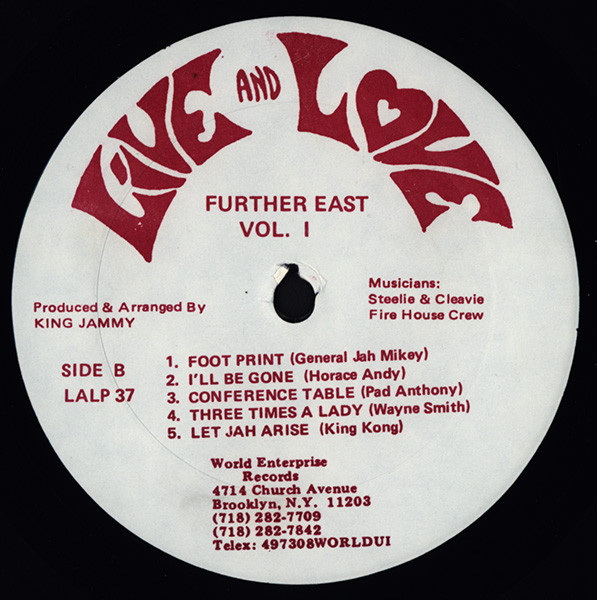 LIVE AND LOVE
FURTHER EAST
VOL. I
Produced & Arranged By
KING JAMMY
Musicians:
Steelie & Cleavie
Fire House Crew
SIDE B
LALP 37
1. FOOT PRINT (General Jah Mikey)
2. I'LL BE GONE (Horace Andy)
3. CONFERENCE TABLE (Pad Anthony)
4. THREE TIMES A LADY (Wayne Smith)
5. LET JAH ARISE (King Kong)
World Enterprise
Records
4714 Church Avenue
Brooklyn, N.Y. 11203
(718) 282-7709
(718) 282-7842
Telex: 497308WORLDUI